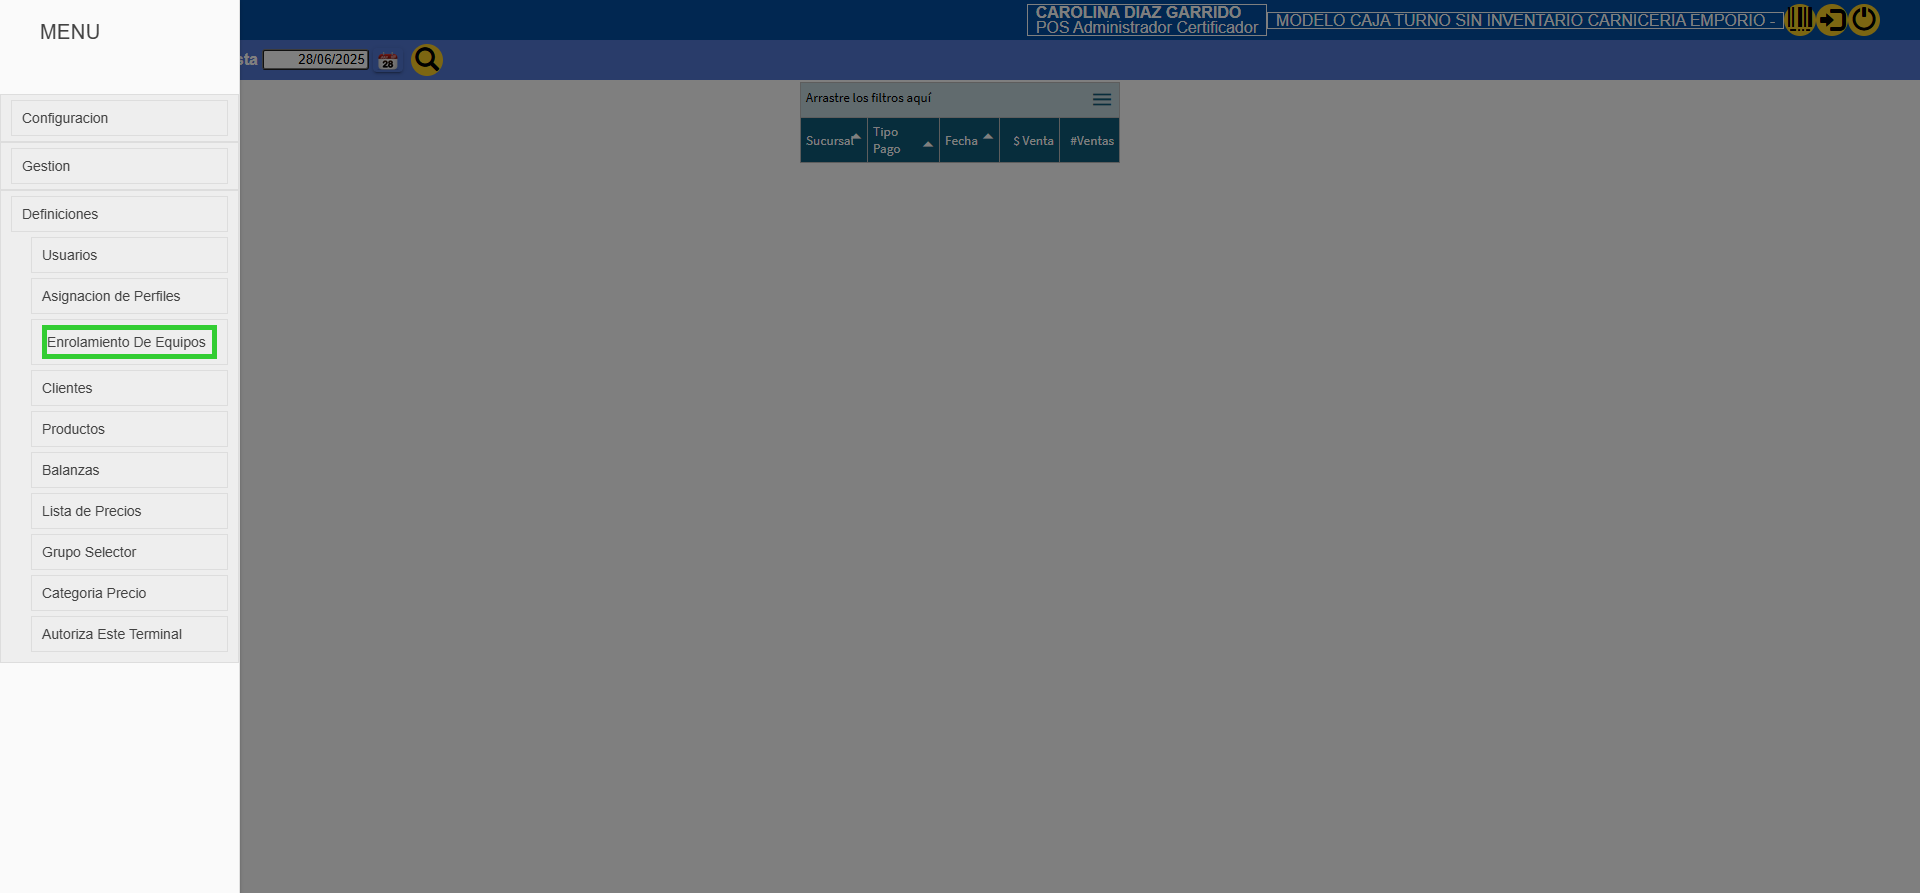 MENU
CAROLINA DIAZ GARRIDO
POS Administrador Certificador
MODELO CAJA TURNO SIN INVENTARIO CARNICERIA EMPORIO -
sta 28/06/2025
28
Arrastre los filtros aquí
Sucursal Tipo Pago Fecha $ Venta #Ventas
Configuracion
Gestion
Definiciones
Usuarios
Asignacion de Perfiles
Enrolamiento De Equipos
Clientes
Productos
Balanzas
Lista de Precios
Grupo Selector
Categoria Precio
Autoriza Este Terminal